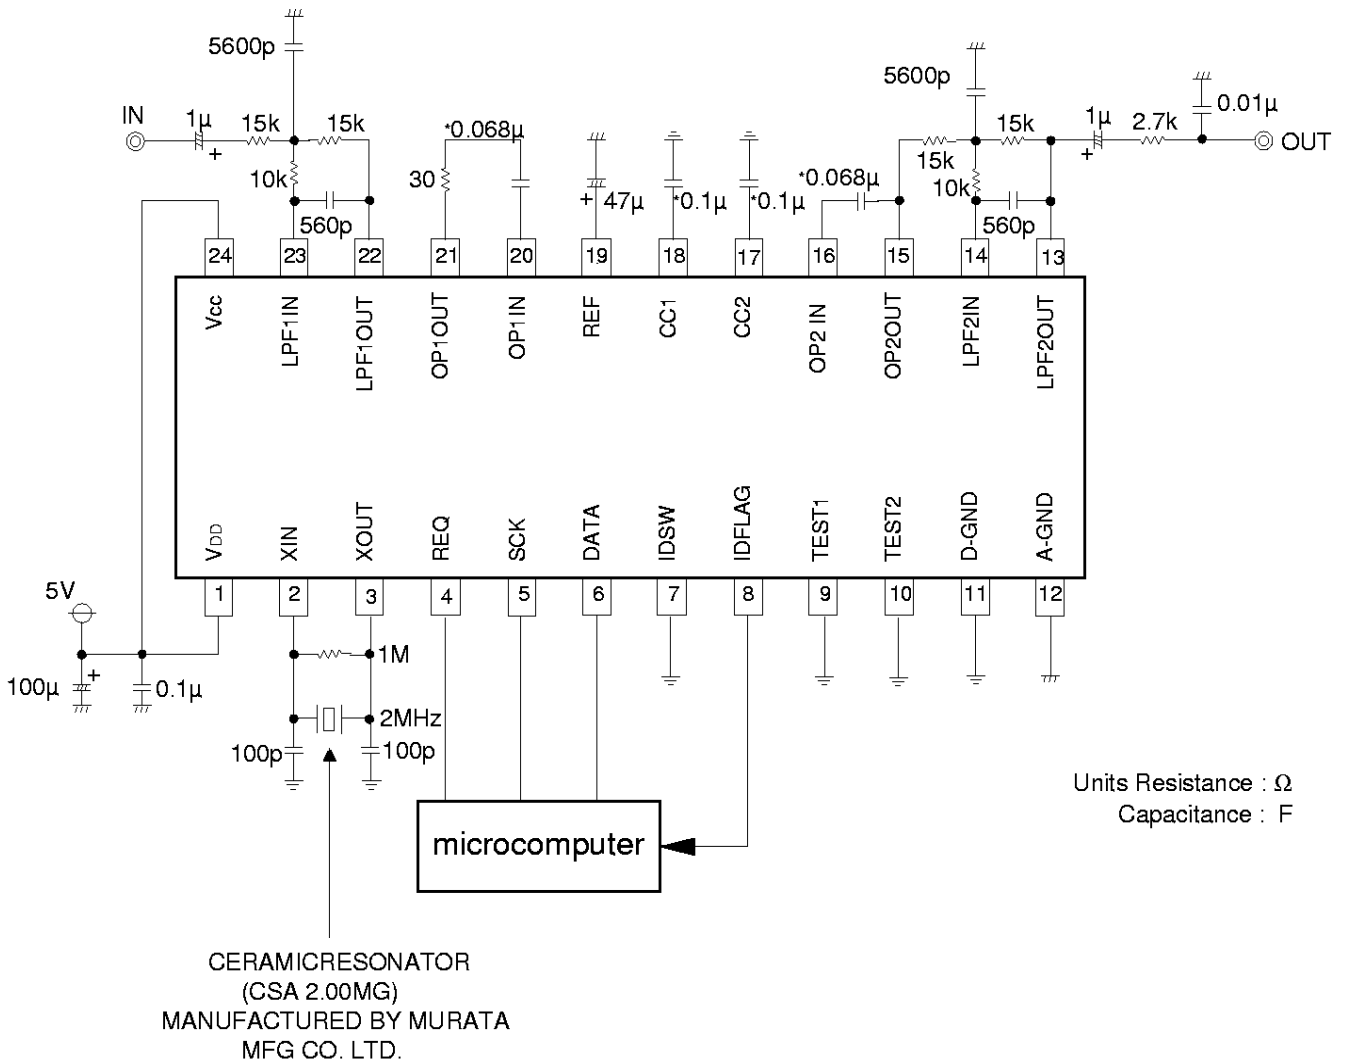 5600p
IN
1µ
+
15k
15k
10k
560p
*0.068µ
30
+
47µ
*0.1µ
*0.1µ
*0.068µ
5600p
15k
15k
10k
560p
1µ
+
2.7k
0.01µ
OUT
24
23
22
21
20
19
18
17
16
15
14
13
Vcc
LPF1IN
LPF1OUT
OP1OUT
OP1IN
REF
CC1
CC2
OP2 IN
OP2OUT
LPF2IN
LPF2OUT
VDD
XIN
XOUT
REQ
SCK
DATA
IDSW
IDFLAG
TEST1
TEST2
D-GND
A-GND
1
2
3
4
5
6
7
8
9
10
11
12
5V
100µ
+
0.1µ
1M
2MHz
100p
100p
microcomputer
Units Resistance : Ω
Capacitance : F
CERAMICRESONATOR
(CSA 2.00MG)
MANUFACTURED BY MURATA
MFG CO. LTD.